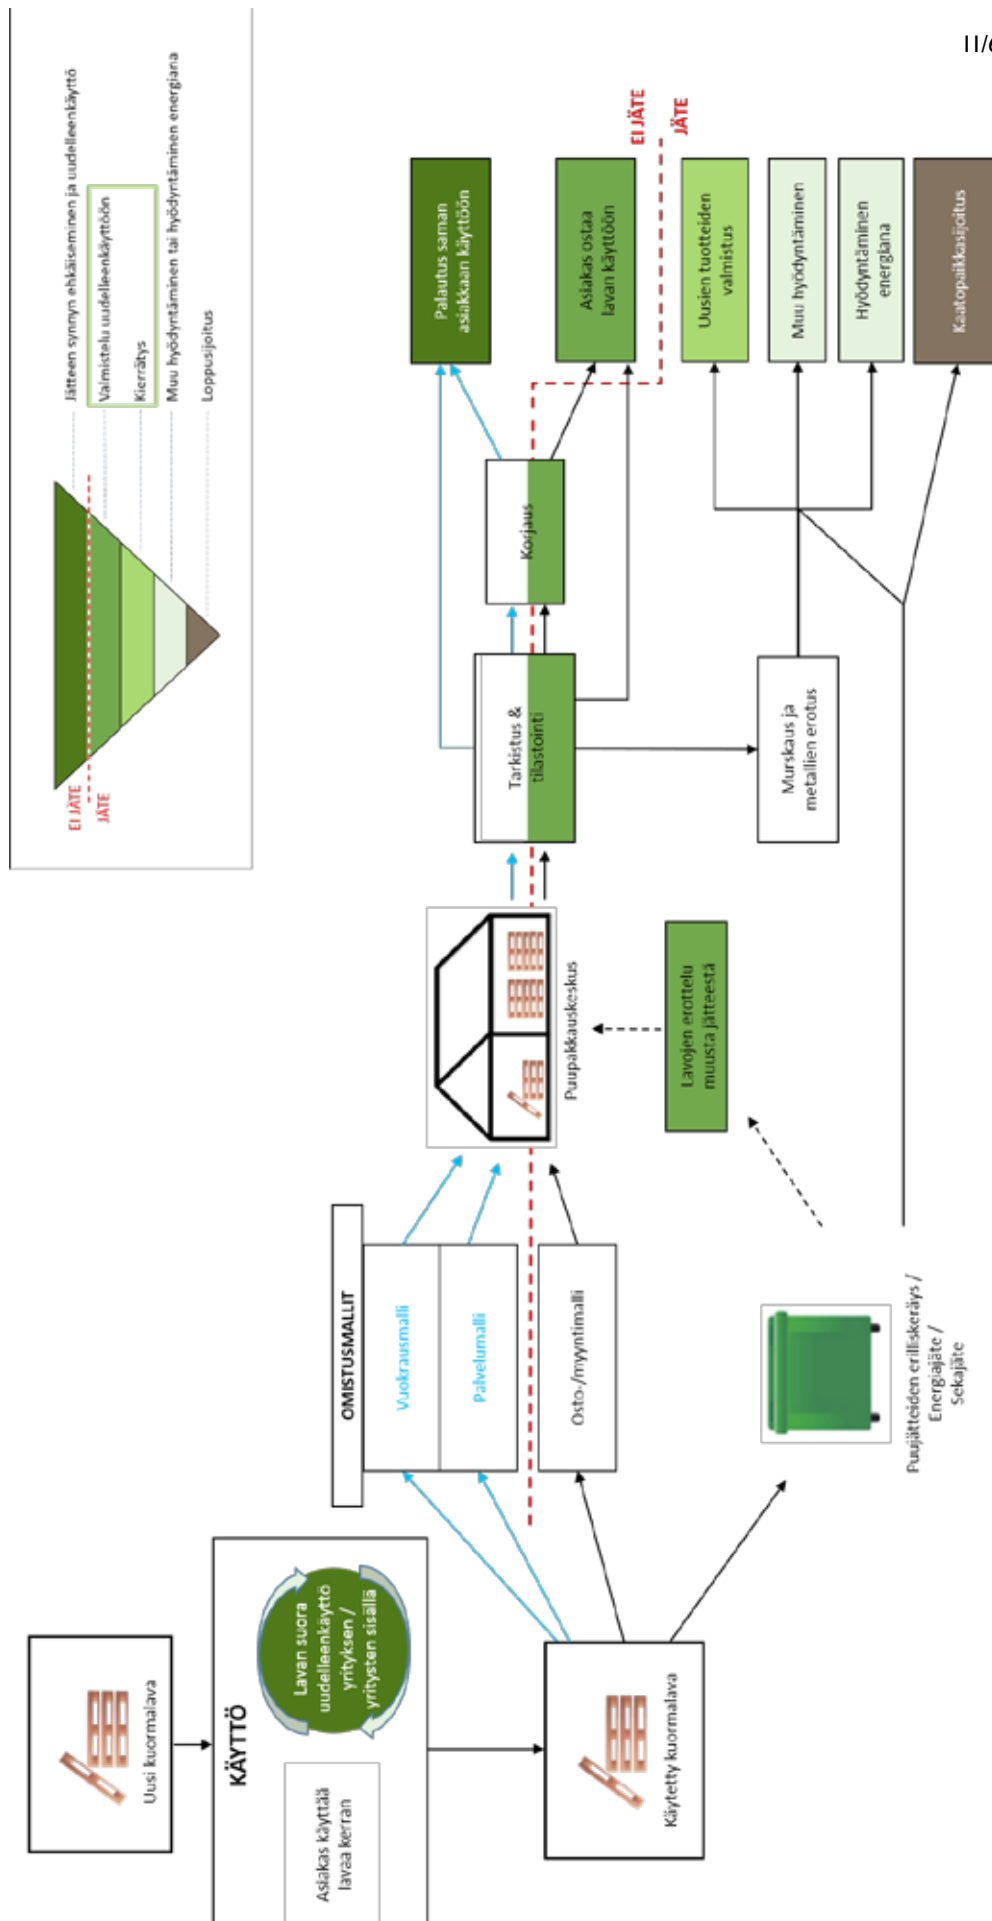 II/6
Jätteen synnyn ehkäiseminen ja uudelleenkäyttö
Valmistelu uudelleenkäyttöön
Kierrätys
Muu hyödyntäminen tai hyödyntäminen energiana
Loppusijoitus
EI JÄTE
JÄTE
Uusi kuormalava
KÄYTTÖ
Asiakas käyttää
lavaa kerran
Lavan suora
uudelleenkäyttö
yrityksen /
yritysten sisällä
Käytetty kuormalava
OMISTUSMALLIT
Vuokrausmalli
Palvelumalli
Osto-/myyntimalli
Puujätteiden erilliskeräys /
Energiajäte /
Sekajäte
Puupakkauskeskus
Lavojen erottelu
muusta jätteestä
Tarkistus &
tilastointi
Korjaus
Murskaus ja
metallien erotus
Palautus saman
asiakkaan käyttöön
Asiakas ostaa
lavan käyttöön
EI JÄTE
JÄTE
Uusien tuotteiden
valmistus
Muu hyödyntäminen
Hyödyntäminen
energiana
Kaatopaikkasijoitus